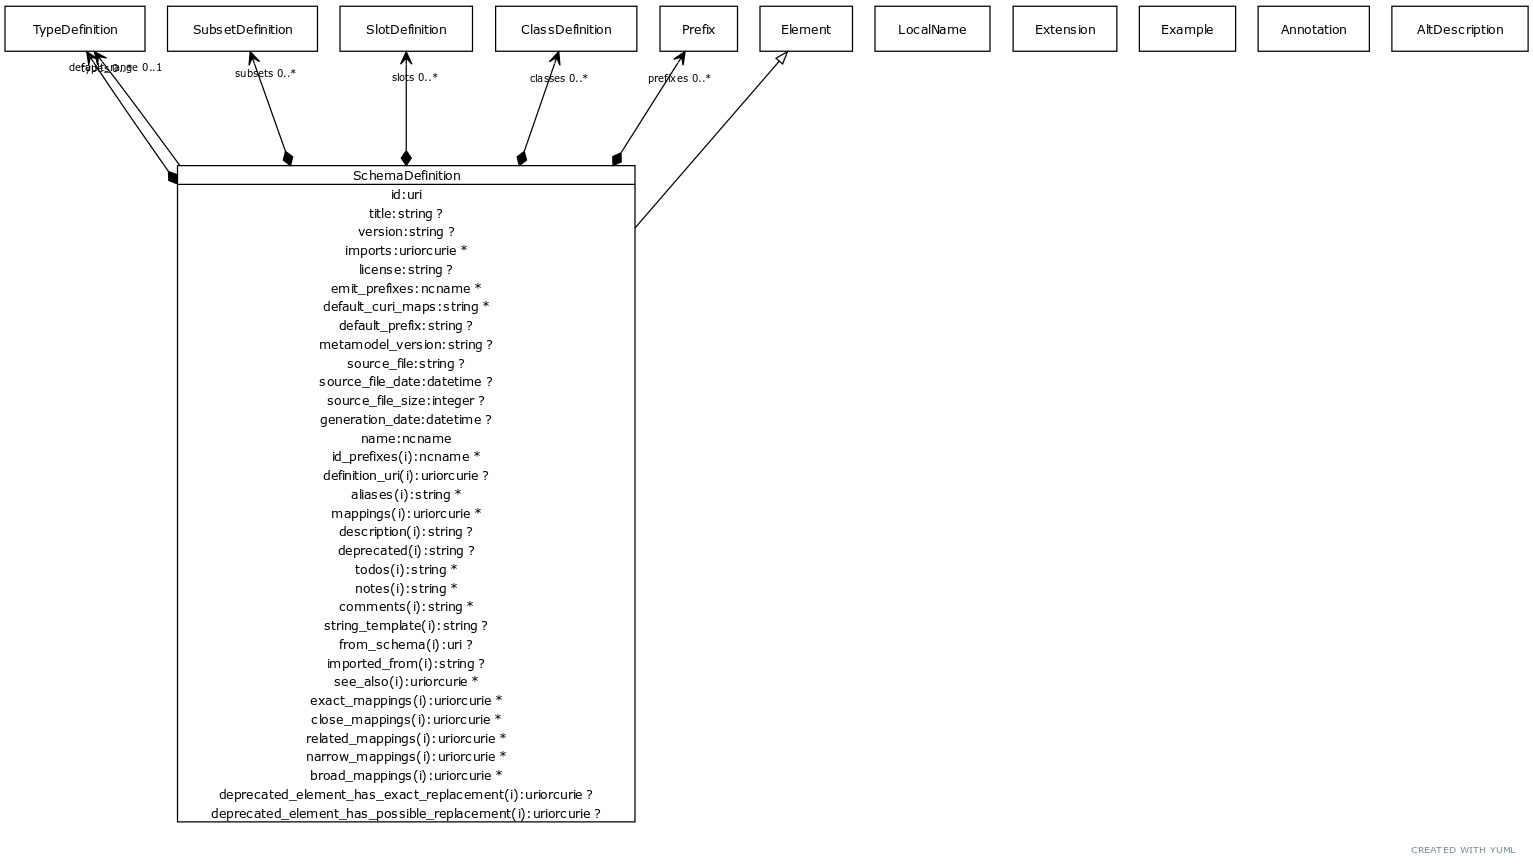 TypeDefinition
SubsetDefinition
SlotDefinition
ClassDefinition
Prefix
Element
LocalName
Extension
Example
Annotation
AltDescription
default_range 0..1
types 0..*
subsets 0..*
slots 0..*
classes 0..*
prefixes 0..*
SchemaDefinition
id:uri
title:string ?
version:string ?
imports:uriorcurie *
license:string ?
emit_prefixes:ncname *
default_curi_maps:string *
default_prefix:string ?
metamodel_version:string ?
source_file:string ?
source_file_date:datetime ?
source_file_size:integer ?
generation_date:datetime ?
name:ncname
id_prefixes(i):ncname *
definition_uri(i):uriorcurie ?
aliases(i):string *
mappings(i):uriorcurie *
description(i):string ?
deprecated(i):string ?
todos(i):string *
notes(i):string *
comments(i):string *
string_template(i):string ?
from_schema(i):uri ?
imported_from(i):string ?
see_also(i):uriorcurie *
exact_mappings(i):uriorcurie *
close_mappings(i):uriorcurie *
related_mappings(i):uriorcurie *
narrow_mappings(i):uriorcurie *
broad_mappings(i):uriorcurie *
deprecated_element_has_exact_replacement(i):uriorcurie ?
deprecated_element_has_possible_replacement(i):uriorcurie ?
CREATED WITH YUML